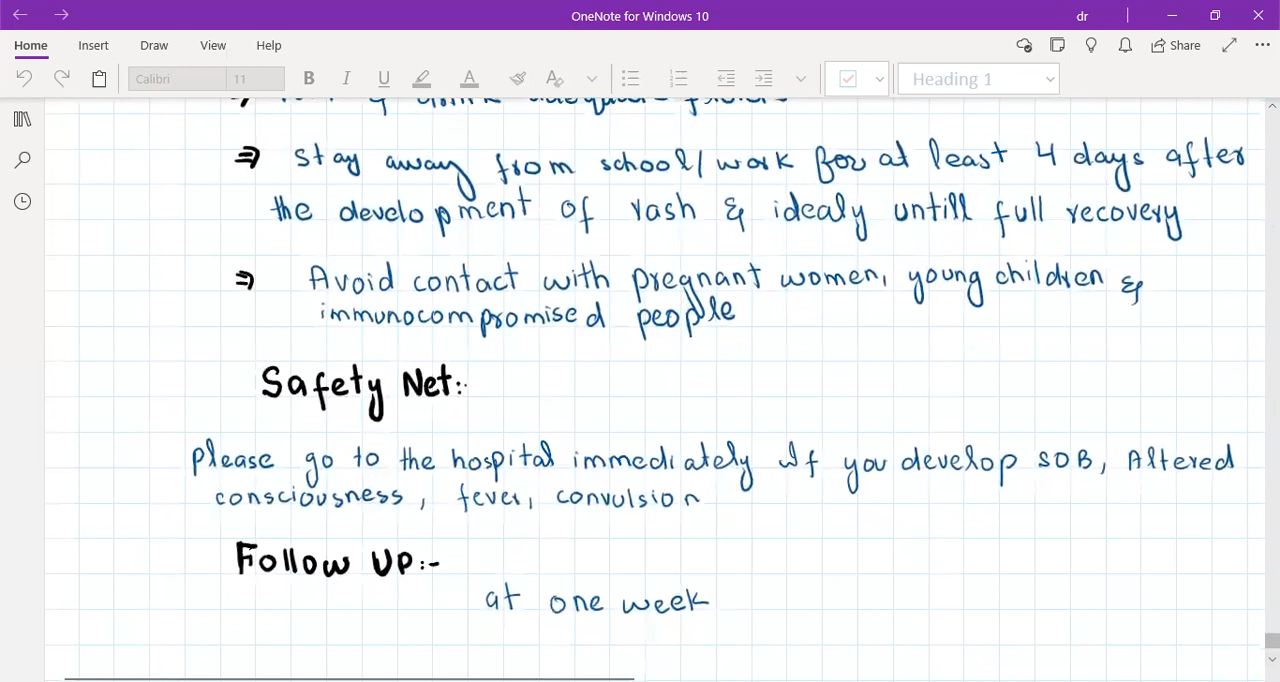 OneNote for Windows 10
dr
Home Insert Draw View Help
Share
Calibri 11 B I U A Heading 1
⇒ stay away from school/work for at least 4 days after
the development of rash & idealy untill full recovery
⇒ Avoid contact with pregnant women, young children &
immunocompromised people
Safety Net:-
please go to the hospital immediately If you develop SOB, Altered
consciousness, fever, convulsion
Follow UP:-
at one week